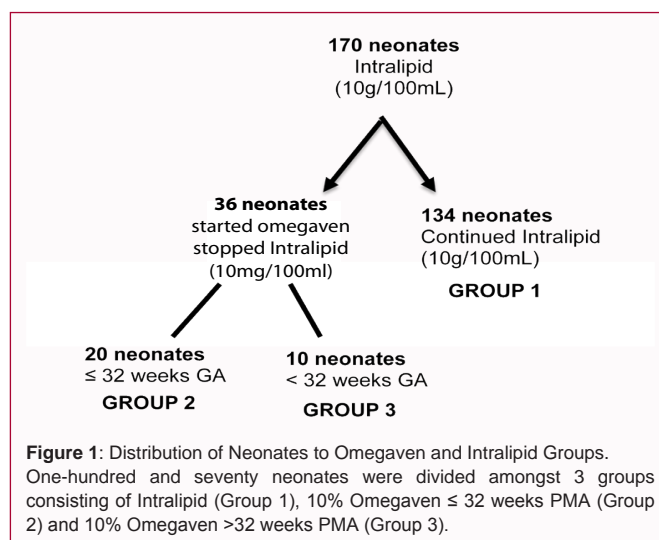 170 neonates
Intralipid
(10g/100mL)
36 neonates
started omegaven
stopped Intralipid
(10mg/100ml)
134 neonates
Continued Intralipid
(10g/100mL)
GROUP 1
20 neonates
≤ 32 weeks GA
GROUP 2
10 neonates
< 32 weeks GA
GROUP 3
Figure 1: Distribution of Neonates to Omegaven and Intralipid Groups.
One-hundred and seventy neonates were divided amongst 3 groups
consisting of Intralipid (Group 1), 10% Omegaven ≤ 32 weeks PMA (Group
2) and 10% Omegaven >32 weeks PMA (Group 3).